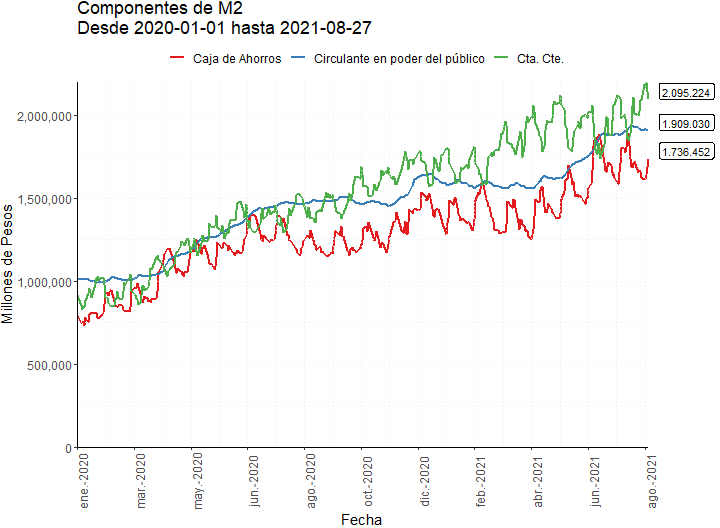 Componentes de M2
Desde 2020-01-01 hasta 2021-08-27
Caja de Ahorros Circulante en poder del público Cta. Cte.
Millones de Pesos
2,000,000
1,500,000
1,000,000
500,000
0
2.095.224
1.909.030
1.736.452
ene.-2020
mar.-2020
may.-2020
jun.-2020
ago.-2020
oct.-2020
dic.-2020
feb.-2021
abr.-2021
jun.-2021
ago.-2021
Fecha